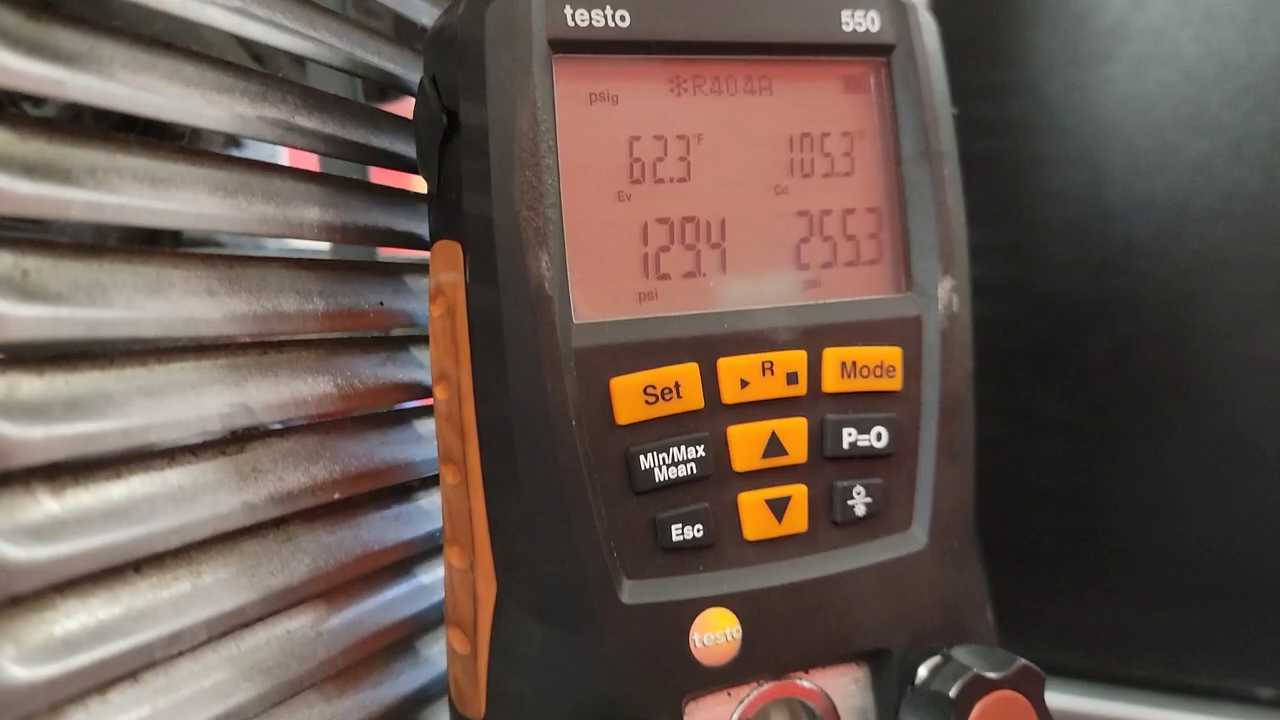 testo 550
psig *R404A
62.3°F 105.3°F
Ev Co
129.4 255.3
psi psi
Set R Mode
Min/Max
Mean P=O
Esc
testo